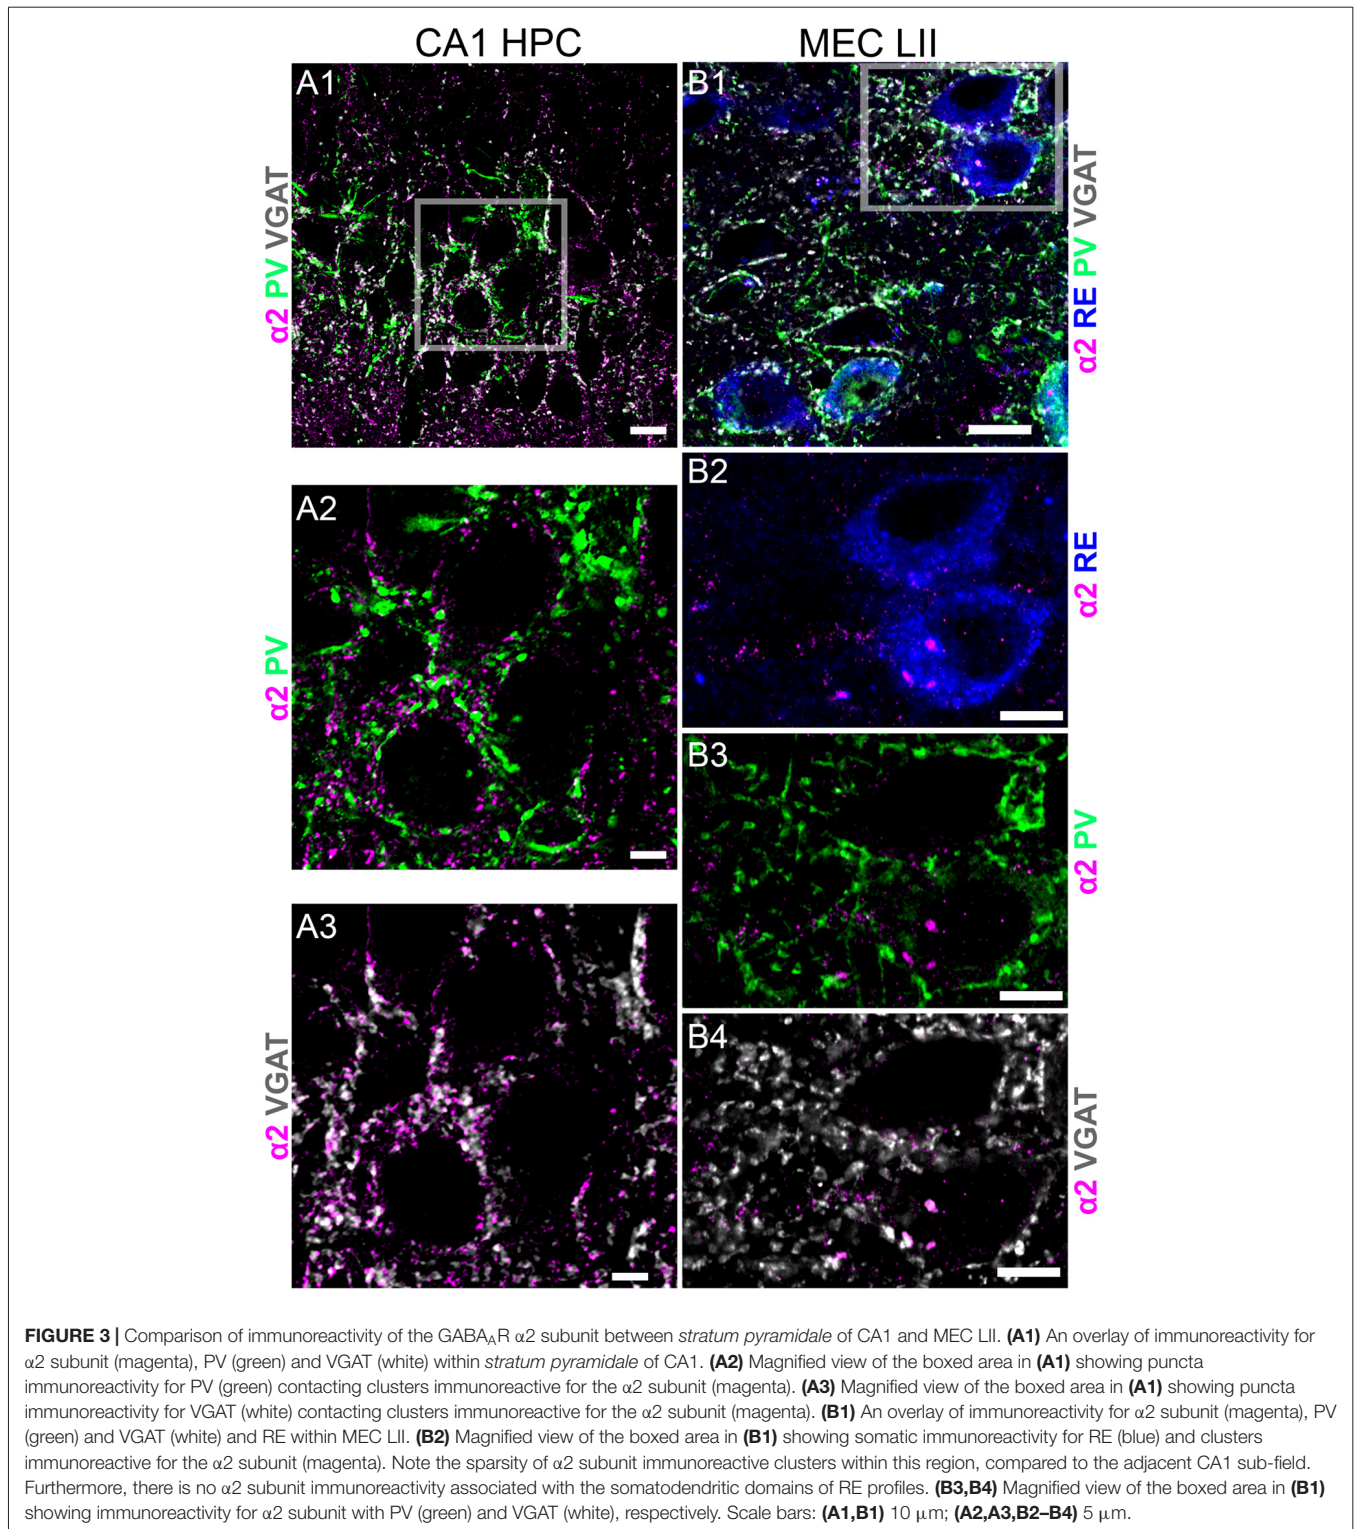 CA1 HPC
MEC LII
A1
α2 PV VGAT
B1
α2 RE PV VGAT
A2
α2 PV
B2
α2 RE
B3
α2 PV
A3
α2 VGAT
B4
α2 VGAT
FIGURE 3 | Comparison of immunoreactivity of the GABA_AR α2 subunit between stratum pyramidale of CA1 and MEC LII. (A1) An overlay of immunoreactivity for
α2 subunit (magenta), PV (green) and VGAT (white) within stratum pyramidale of CA1. (A2) Magnified view of the boxed area in (A1) showing puncta
immunoreactivity for PV (green) contacting clusters immunoreactive for the α2 subunit (magenta). (A3) Magnified view of the boxed area in (A1) showing puncta
immunoreactivity for VGAT (white) contacting clusters immunoreactive for the α2 subunit (magenta). (B1) An overlay of immunoreactivity for α2 subunit (magenta), PV
(green) and VGAT (white) and RE within MEC LII. (B2) Magnified view of the boxed area in (B1) showing somatic immunoreactivity for RE (blue) and clusters
immunoreactive for the α2 subunit (magenta). Note the sparsity of α2 subunit immunoreactive clusters within this region, compared to the adjacent CA1 sub-field.
Furthermore, there is no α2 subunit immunoreactivity associated with the somatodendritic domains of RE profiles. (B3,B4) Magnified view of the boxed area in (B1)
showing immunoreactivity for α2 subunit with PV (green) and VGAT (white), respectively. Scale bars: (A1,B1) 10 μm; (A2,A3,B2–B4) 5 μm.